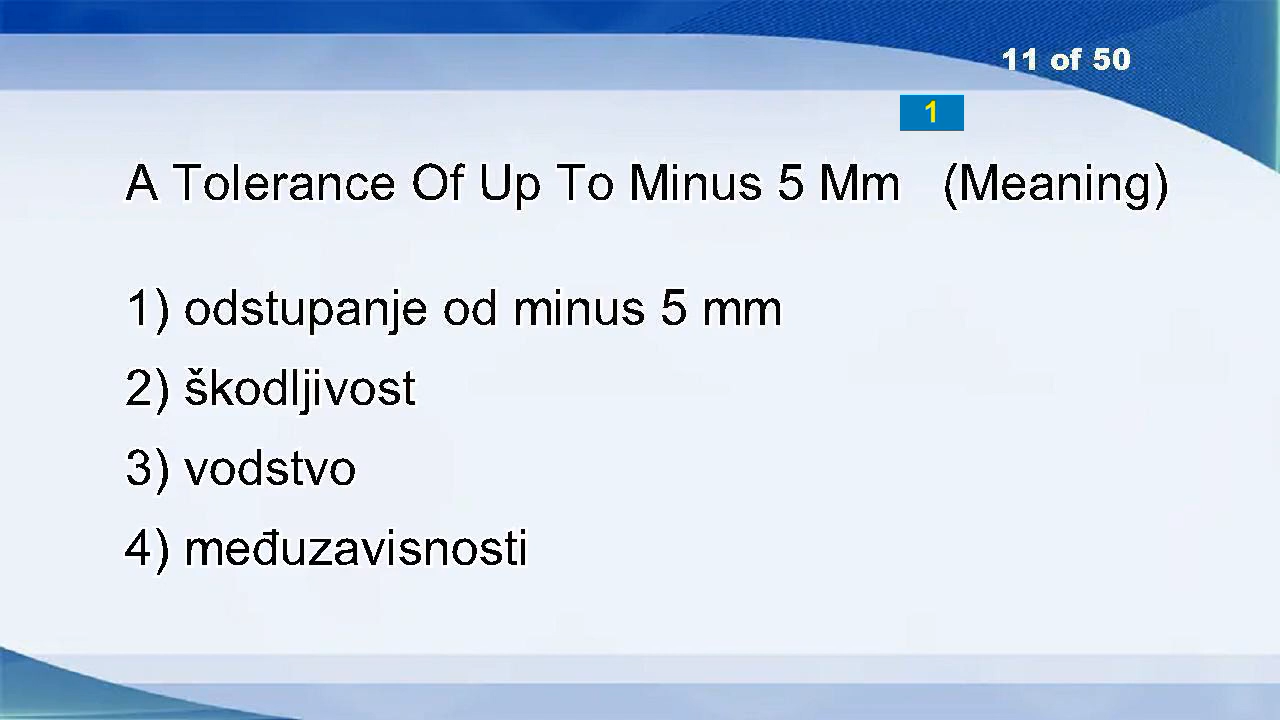 11 of 50
1
A Tolerance Of Up To Minus 5 Mm (Meaning)
1) odstupanje od minus 5 mm
2) škodljivost
3) vodstvo
4) međuzavisnosti